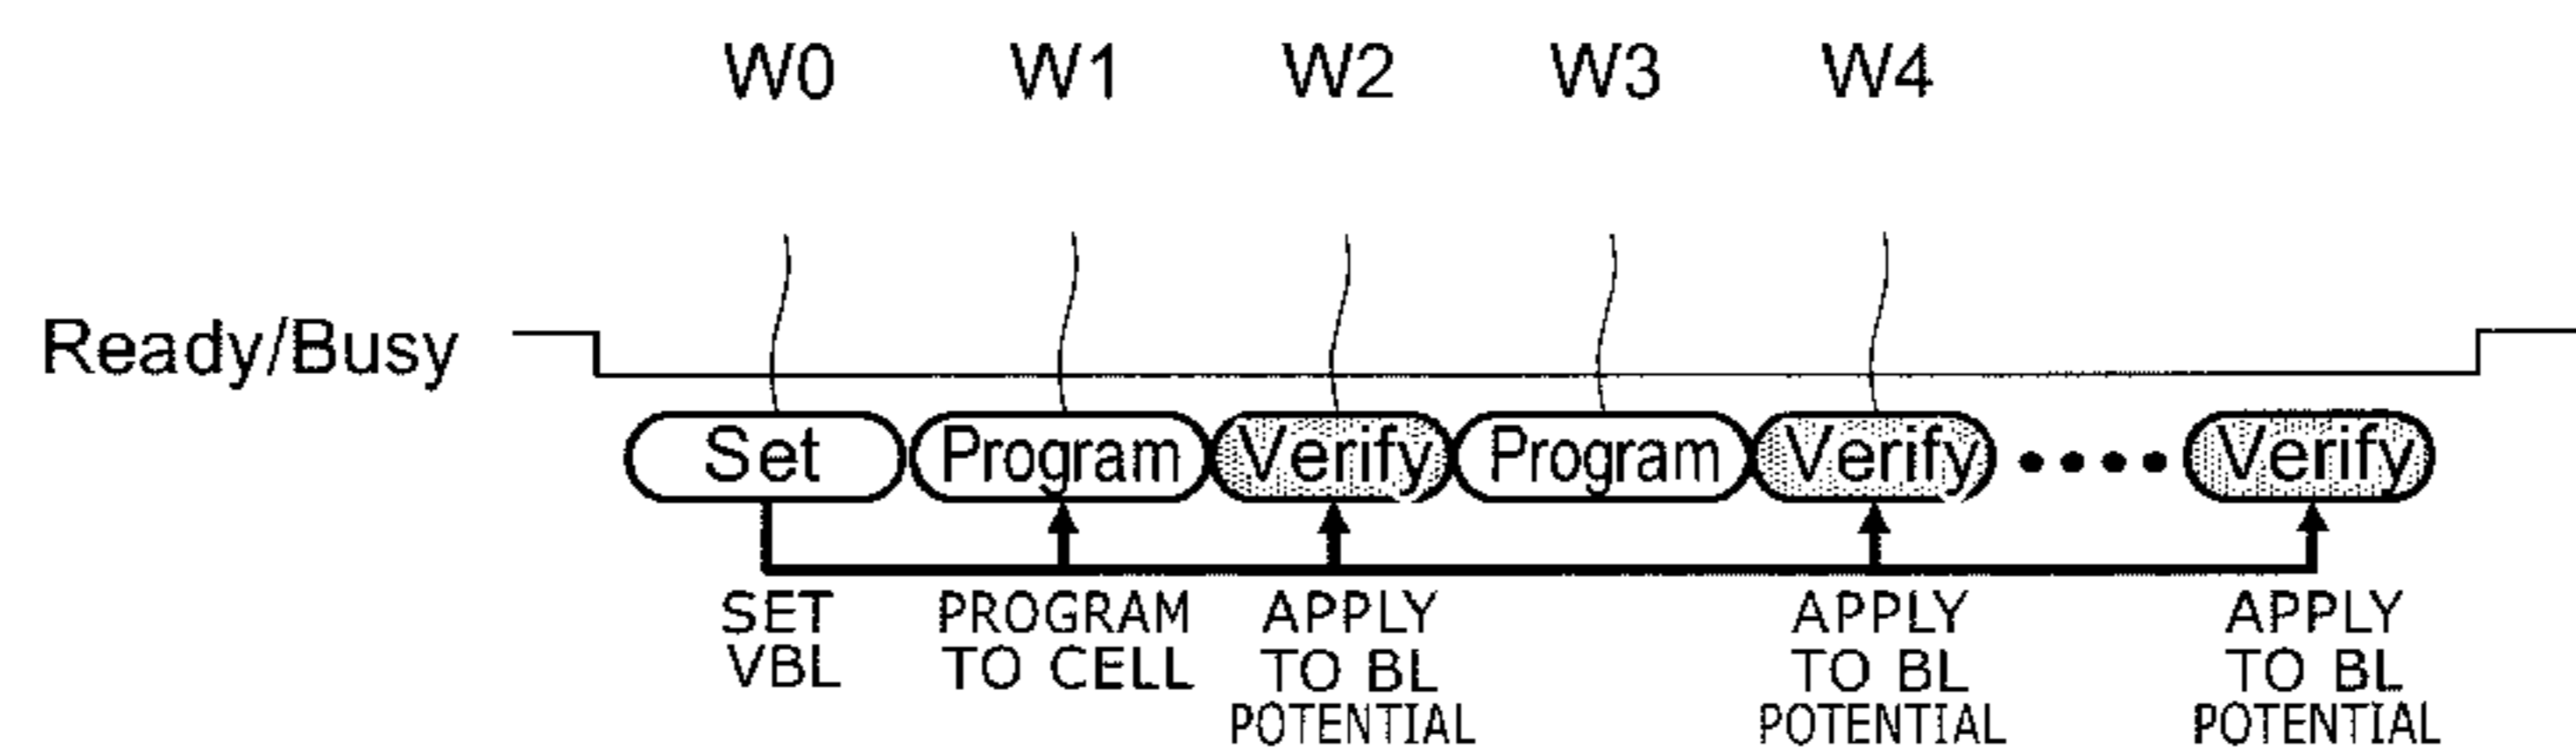 W0 W1 W2 W3 W4
Ready/Busy
Set Program Verify Program Verify •••• Verify
SET PROGRAM APPLY APPLY APPLY
VBL TO CELL TO BL TO BL TO BL
POTENTIAL POTENTIAL POTENTIAL